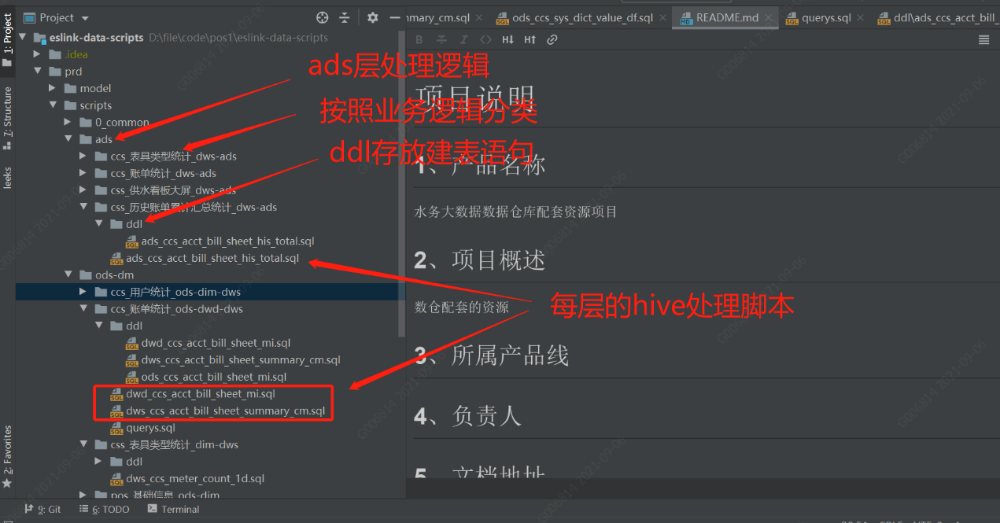 Project
mmary_cm.sql
ods_ccs_sys_dict_value_df.sql
README.md
querys.sql
ddl\ads_ccs_acct_bill_
1: Project
7: Structure
leeks
2: Favorites
eslink-data-scripts D:\file\code\pos1\eslink-data-scripts
.idea
prd
model
scripts
0_common
ads
ccs_表具类型统计_dws-ads
ccs_账单统计_dws-ads
css_供水看板大屏_dws-ads
css_历史账单累计汇总统计_dws-ads
ddl
ads_ccs_acct_bill_sheet_his_total.sql
ads_ccs_acct_bill_sheet_his_total.sql
ods-dm
ccs_用户统计_ods-dim-dws
ccs_账单统计_ods-dwd-dws
ddl
dwd_ccs_acct_bill_sheet_mi.sql
dws_ccs_acct_bill_sheet_summary_cm.sql
ods_ccs_acct_bill_sheet_mi.sql
dwd_ccs_acct_bill_sheet_mi.sql
dws_ccs_acct_bill_sheet_summary_cm.sql
querys.sql
css_表具类型统计_dim-dws
ddl
dws_ccs_meter_count_1d.sql
pos_基础信息_ods-dim
B I <> H↓ H↑
ads层处理逻辑
项目说明
按照业务逻辑分类
ddl存放建表语句
1、产品名称
水务大数据数据仓库配套资源项目
2、项目概述
数仓配套的资源
每层的hive处理脚本
3、所属产品线
4、负责人
5、文档地址
9: Git
6: TODO
Terminal
G006814 2021-09-06